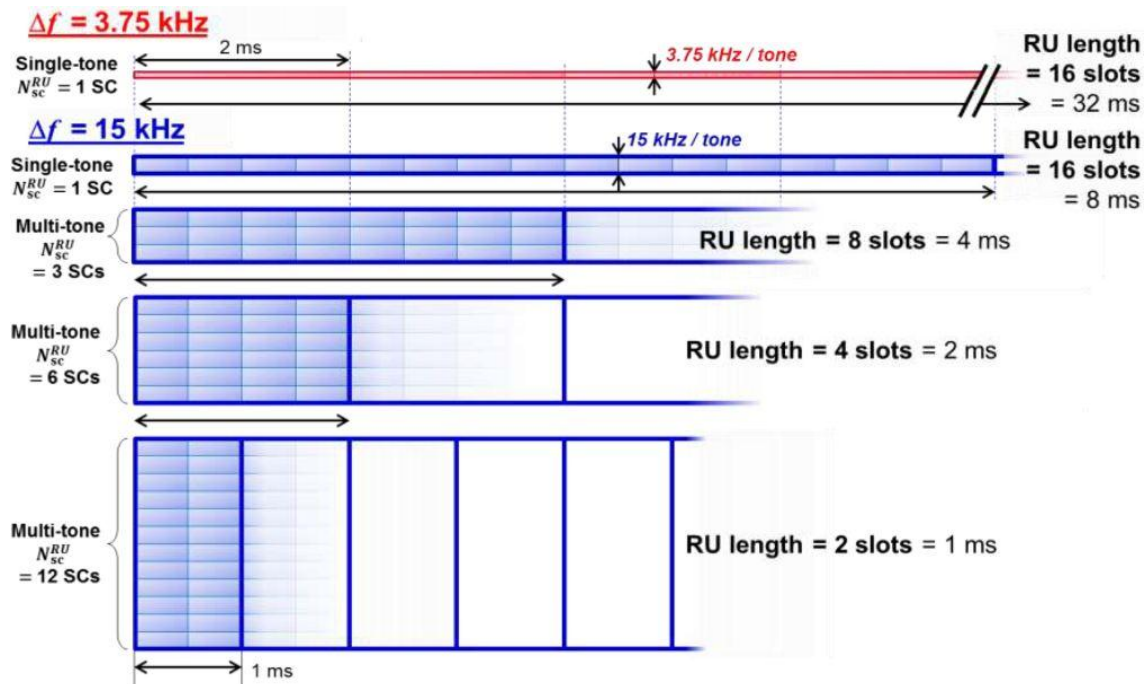 Δf = 3.75 kHz
2 ms
3.75 kHz / tone
Single-tone
N_sc^RU = 1 SC
RU length
= 16 slots
= 32 ms
Δf = 15 kHz
15 kHz / tone
Single-tone
N_sc^RU = 1 SC
RU length
= 16 slots
= 8 ms
Multi-tone
N_sc^RU
= 3 SCs
RU length = 8 slots = 4 ms
Multi-tone
N_sc^RU
= 6 SCs
RU length = 4 slots = 2 ms
Multi-tone
N_sc^RU
= 12 SCs
RU length = 2 slots = 1 ms
1 ms